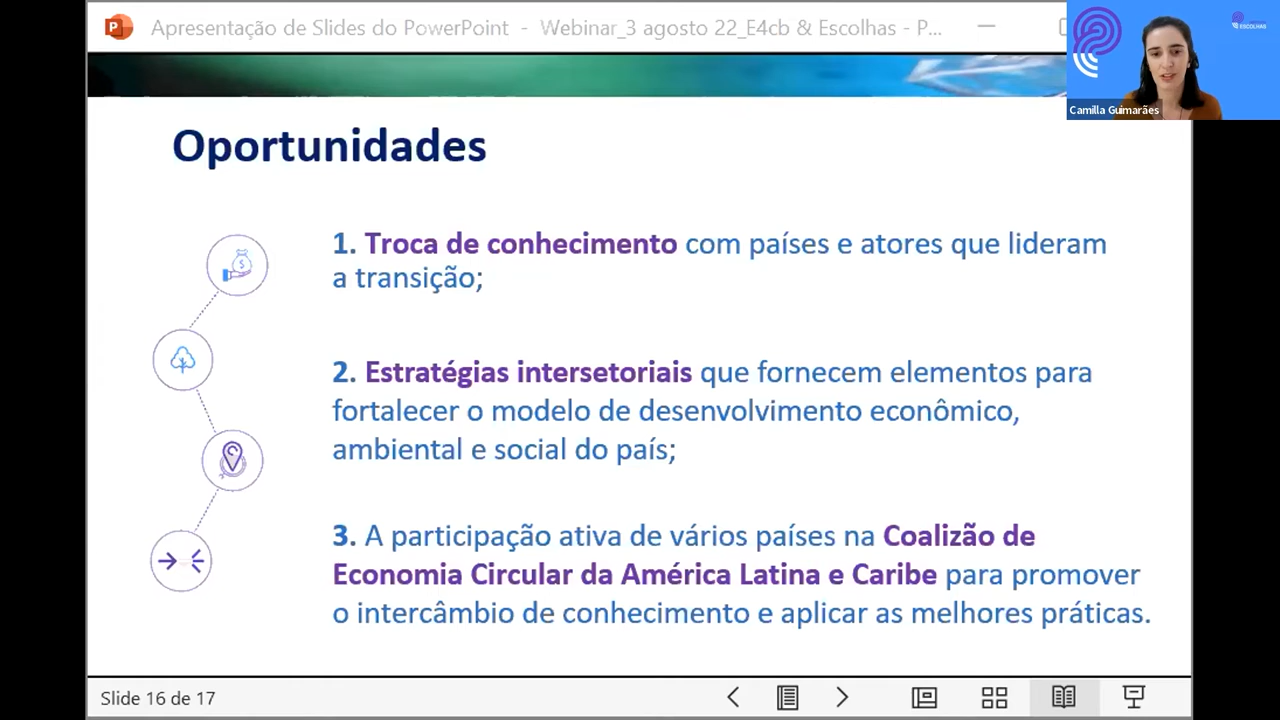 Apresentação de Slides do PowerPoint - Webinar_3 agosto 22_E4cb & Escolhas - P...
ESCOLHAS
Camilla Guimarães
Oportunidades
1. Troca de conhecimento com países e atores que lideram
a transição;
2. Estratégias intersetoriais que fornecem elementos para
fortalecer o modelo de desenvolvimento econômico,
ambiental e social do país;
3. A participação ativa de vários países na Coalizão de
Economia Circular da América Latina e Caribe para promover
o intercâmbio de conhecimento e aplicar as melhores práticas.
Slide 16 de 17